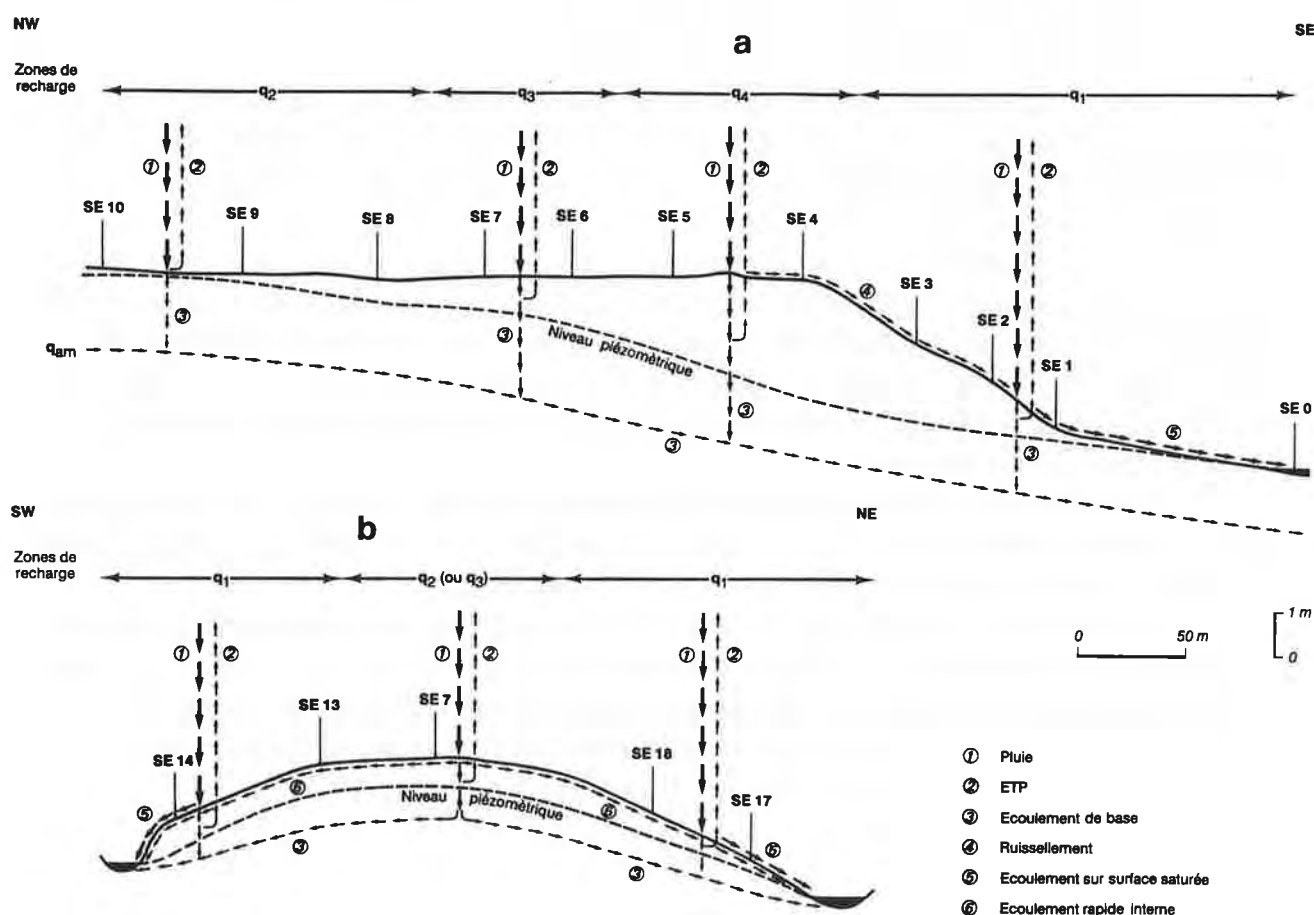 NW
a
SE
Zones de
recharge
q2 q3 q4 q1
① ② ① ② ① ② ① ②
SE 10 SE 9 SE 8 SE 7 SE 6 SE 5 SE 4
④ SE 3
SE 2
SE 1
SE 0
③ ③ ③ ③ ③
qam
Niveau piézomètrique
⑤
SW
b
NE
Zones de
recharge
q1 q2 (ou q3) q1
① ② ① ② ① ②
SE 14 SE 13 SE 7 SE 18 SE 17
⑤ ⑥ ⑥ ⑤
Niveau piézomètrique
③ ③
0 50 m
1 m
0
① Pluie
② ETP
③ Ecoulement de base
④ Ruissellement
⑤ Ecoulement sur surface saturée
⑥ Ecoulement rapide interne